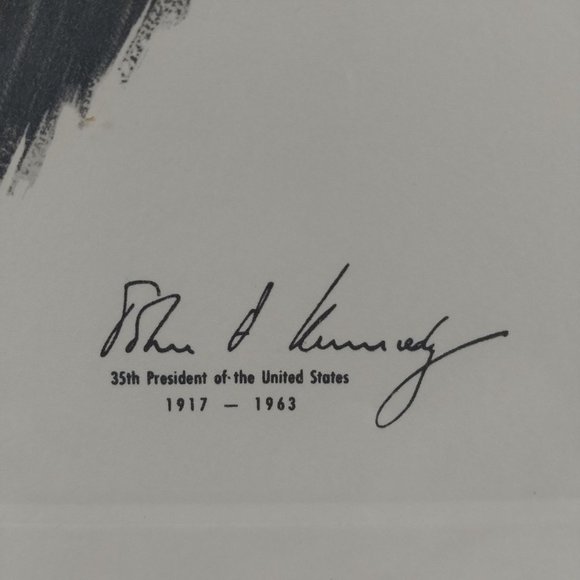 John F Kennedy
35th President of the United States
1917 — 1963